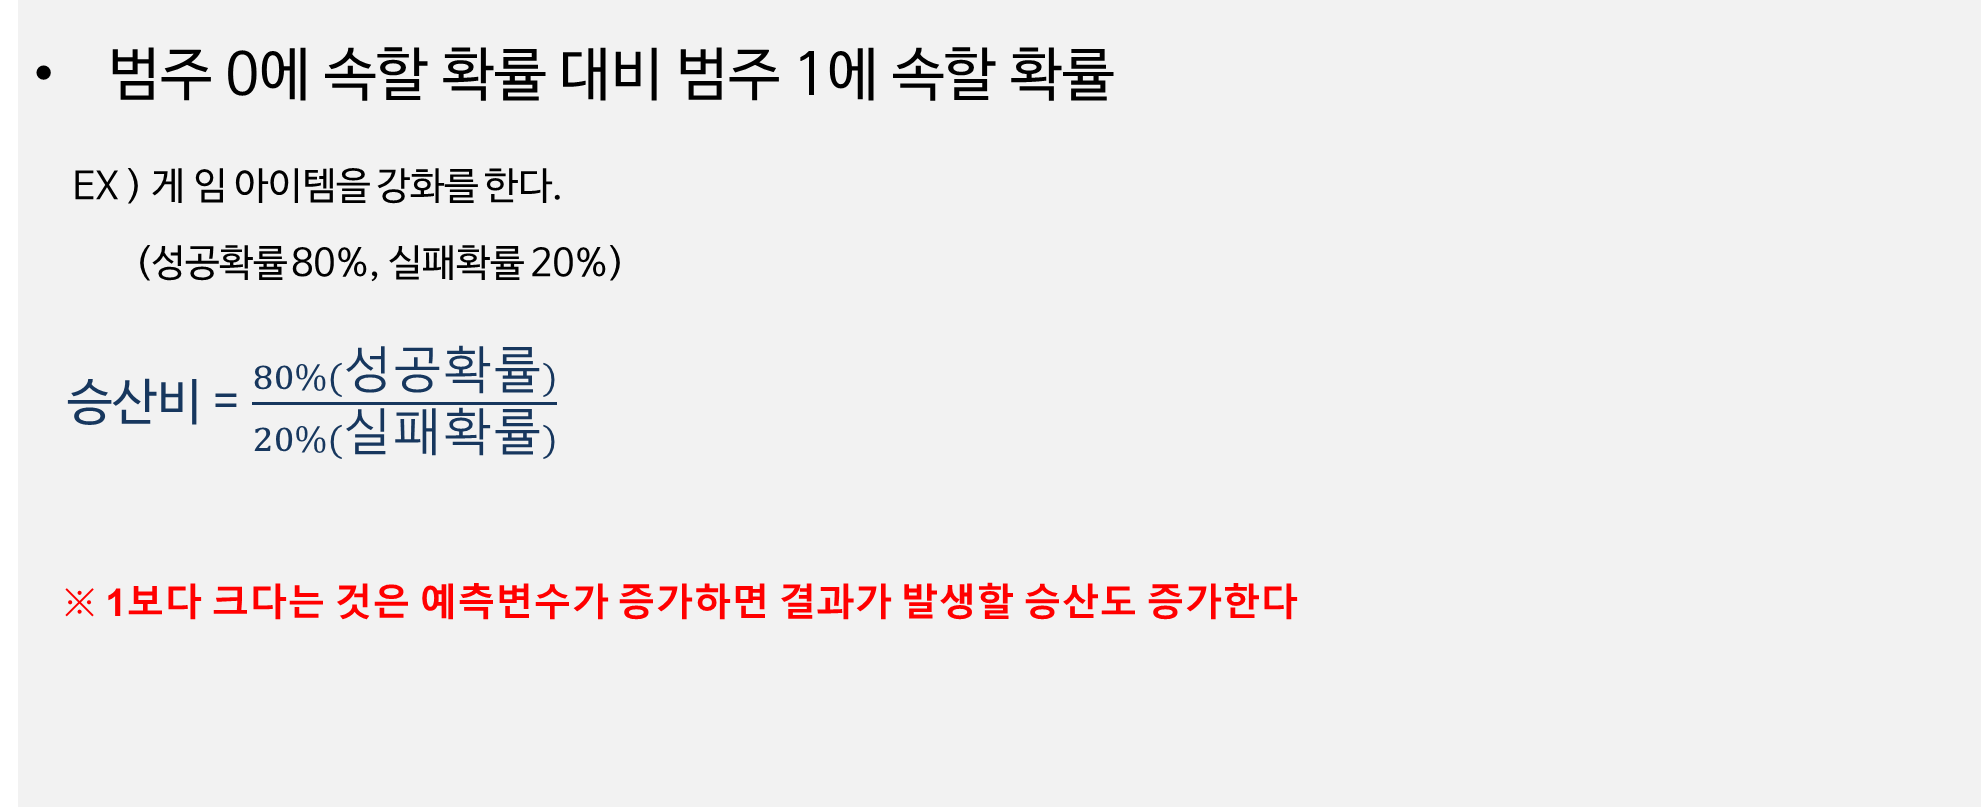 • 범주 0에 속할 확률 대비 범주 1에 속할 확률
EX ) 게 임 아이템을 강화를 한다.
(성공확률 80%, 실패확률 20%)
승산비 = 80%(성공확률)
20%(실패확률)
※ 1보다 크다는 것은 예측변수가 증가하면 결과가 발생할 승산도 증가한다